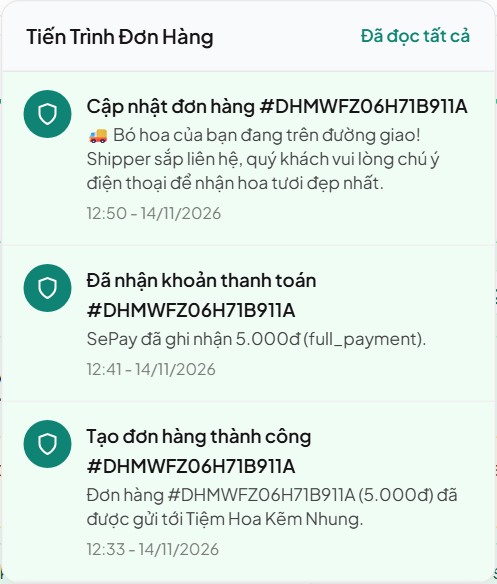 Tiến Trình Đơn Hàng
Đã đọc tất cả
Cập nhật đơn hàng #DHMWFZ06H71B911A
🚚 Bó hoa của bạn đang trên đường giao!
Shipper sắp liên hệ, quý khách vui lòng chú ý
điện thoại để nhận hoa tươi đẹp nhất.
12:50 - 14/11/2026
Đã nhận khoản thanh toán
#DHMWFZ06H71B911A
SePay đã ghi nhận 5.000đ (full_payment).
12:41 - 14/11/2026
Tạo đơn hàng thành công
#DHMWFZ06H71B911A
Đơn hàng #DHMWFZ06H71B911A (5.000đ) đã
được gửi tới Tiệm Hoa Kẽm Nhung.
12:33 - 14/11/2026